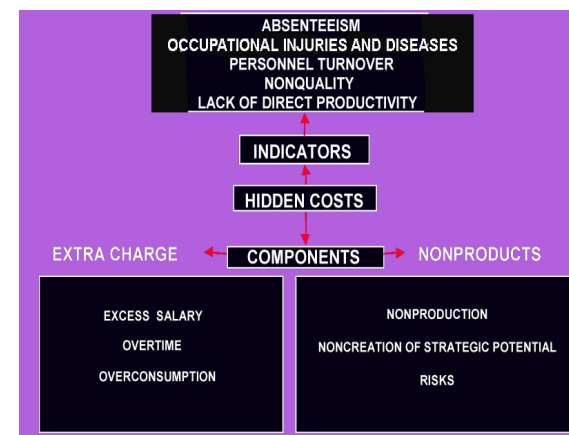 ABSENTEEISM
OCCUPATIONAL INJURIES AND DISEASES
PERSONNEL TURNOVER
NONQUALITY
LACK OF DIRECT PRODUCTIVITY
INDICATORS
HIDDEN COSTS
EXTRA CHARGE
COMPONENTS
NONPRODUCTS
EXCESS SALARY
OVERTIME
OVERCONSUMPTION
NONPRODUCTION
NONCREATION OF STRATEGIC POTENTIAL
RISKS